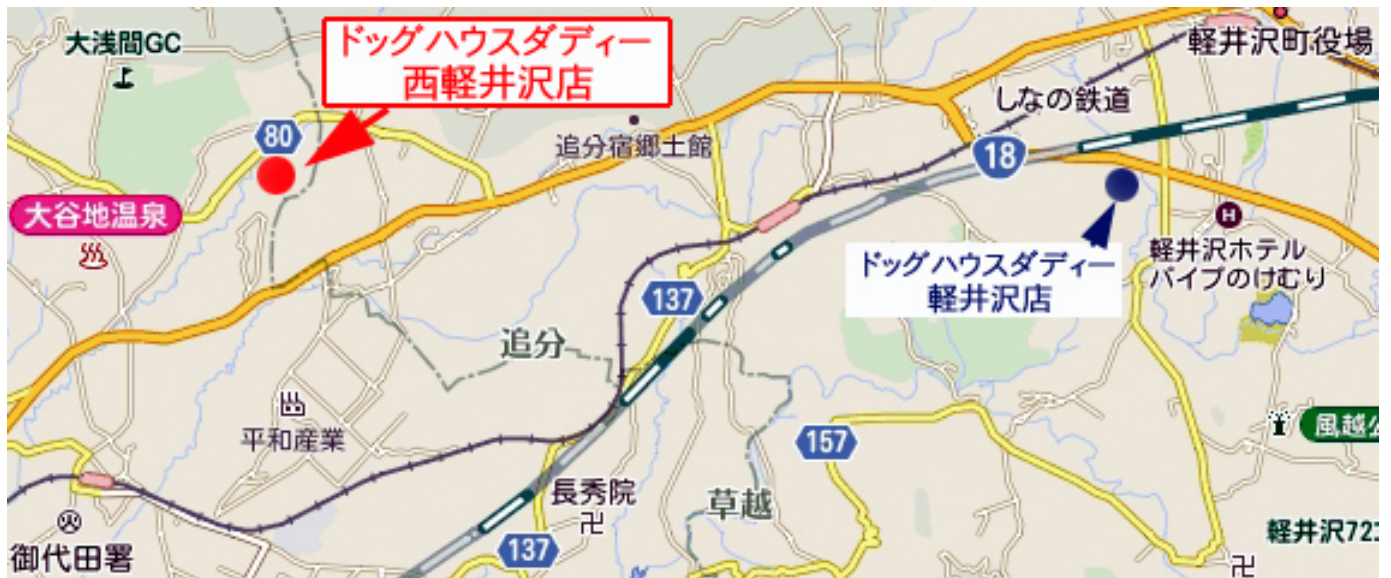 大浅間GC
ドッグハウスダディー
西軽井沢店
軽井沢町役場
しなの鉄道
80
追分宿郷土館
18
大谷地温泉
軽井沢ホテル
パイプのけむり
ドッグハウスダディー
軽井沢店
137
追分
平和産業
157
風越公
長秀院
草越
137
御代田署
軽井沢72ゴ